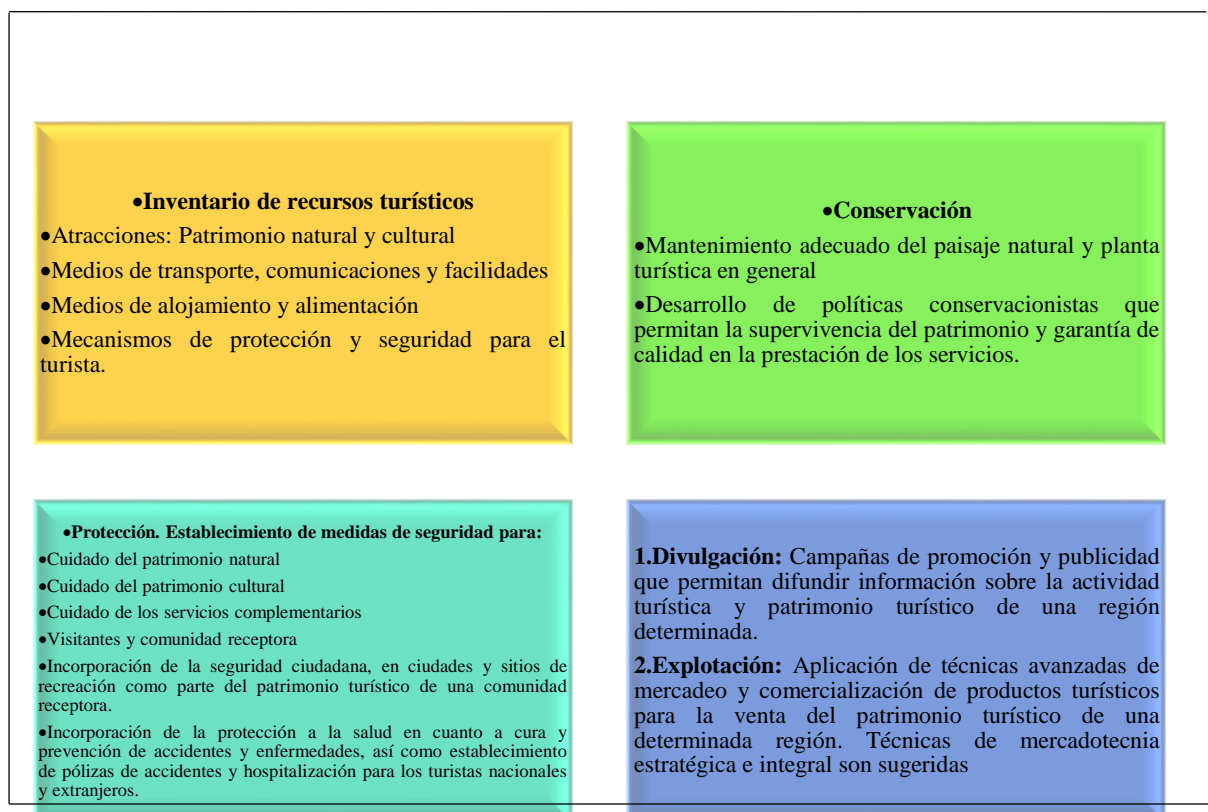 •Inventario de recursos turísticos
•Atracciones: Patrimonio natural y cultural
•Medios de transporte, comunicaciones y facilidades
•Medios de alojamiento y alimentación
•Mecanismos de protección y seguridad para el
turista.
•Conservación
•Mantenimiento adecuado del paisaje natural y planta
turística en general
•Desarrollo de políticas conservacionistas que
permitan la supervivencia del patrimonio y garantía de
calidad en la prestación de los servicios.
•Protección. Establecimiento de medidas de seguridad para:
•Cuidado del patrimonio natural
•Cuidado del patrimonio cultural
•Cuidado de los servicios complementarios
•Visitantes y comunidad receptora
•Incorporación de la seguridad ciudadana, en ciudades y sitios de
recreación como parte del patrimonio turístico de una comunidad
receptora.
•Incorporación de la protección a la salud en cuanto a cura y
prevención de accidentes y enfermedades, así como establecimiento
de pólizas de accidentes y hospitalización para los turistas nacionales
y extranjeros.
1.Divulgación: Campañas de promoción y publicidad
que permitan difundir información sobre la actividad
turística y patrimonio turístico de una región
determinada.
2.Explotación: Aplicación de técnicas avanzadas de
mercadeo y comercialización de productos turísticos
para la venta del patrimonio turístico de una
determinada región. Técnicas de mercadotecnia
estratégica e integral son sugeridas